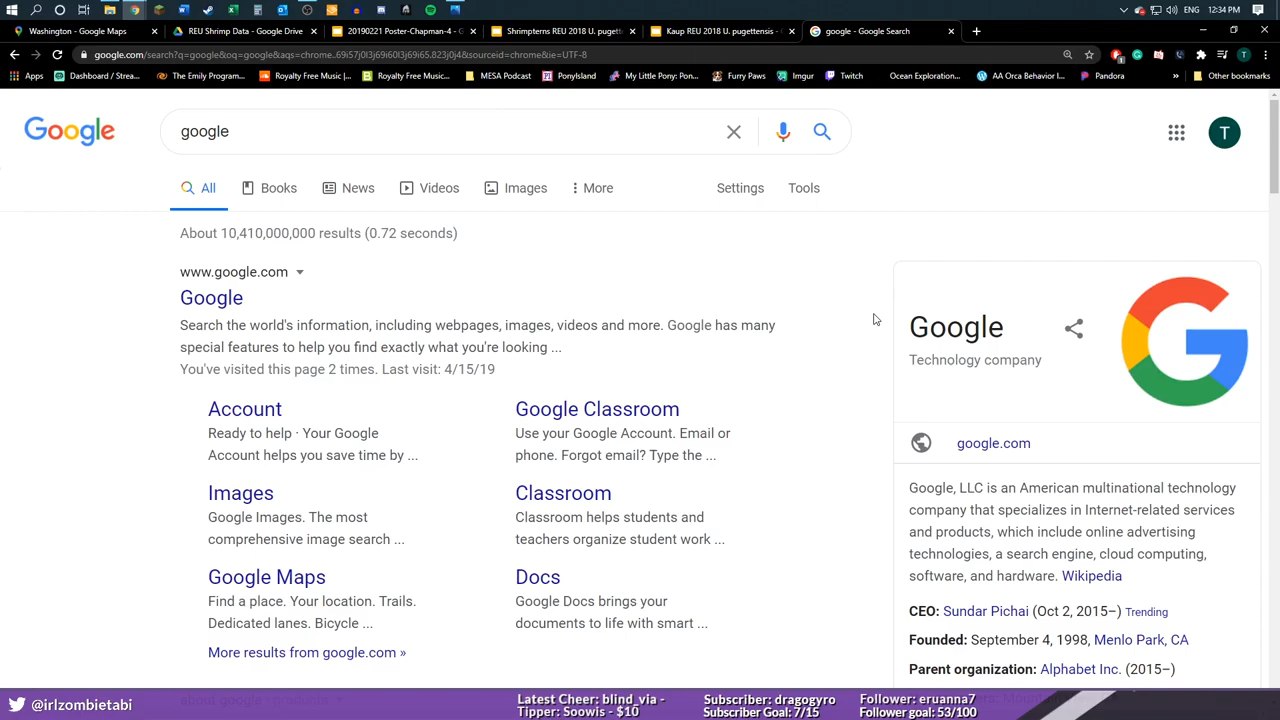 ENG 12:34 PM
Washington - Google Maps
REU Shrimp Data - Google Drive
20190221 Poster-Chapman-4 - G
Shrimpterns REU 2018 U. pugett
Kaup REU 2018 U. pugettensis -
google - Google Search
google.com/search?q=google&oq=google&aqs=chrome..69i57j0l3j69i60l3j69i65.823j0j4&sourceid=chrome&ie=UTF-8
Apps
Dashboard / Strea...
The Emily Program...
Royalty Free Music |...
Royalty Free Music...
MESA Podcast
PonyIsland
My Little Pony: Pon...
Furry Paws
Imgur
Twitch
Ocean Exploration...
AA Orca Behavior I...
Pandora
»
Other bookmarks
Google
google
T
All
Books
News
Videos
Images
More
Settings
Tools
About 10,410,000,000 results (0.72 seconds)
www.google.com
Google
Search the world's information, including webpages, images, videos and more. Google has many
special features to help you find exactly what you're looking ...
You've visited this page 2 times. Last visit: 4/15/19
Account
Ready to help · Your Google
Account helps you save time by ...
Google Classroom
Use your Google Account. Email or
phone. Forgot email? Type the ...
Images
Google Images. The most
comprehensive image search ...
Classroom
Classroom helps students and
teachers organize student work ...
Google Maps
Find a place. Your location. Trails.
Dedicated lanes. Bicycle ...
Docs
Google Docs brings your
documents to life with smart ...
More results from google.com »
Google
Technology company
google.com
Google, LLC is an American multinational technology
company that specializes in Internet-related services
and products, which include online advertising
technologies, a search engine, cloud computing,
software, and hardware. Wikipedia
CEO: Sundar Pichai (Oct 2, 2015–) Trending
Founded: September 4, 1998, Menlo Park, CA
Parent organization: Alphabet Inc. (2015–)
@irlzombietabi
Latest Cheer: blind_via -
Tipper: Soowis - $10
Subscriber: dragogyro
Subscriber Goal: 7/15
Follower: eruanna7
Follower goal: 53/100